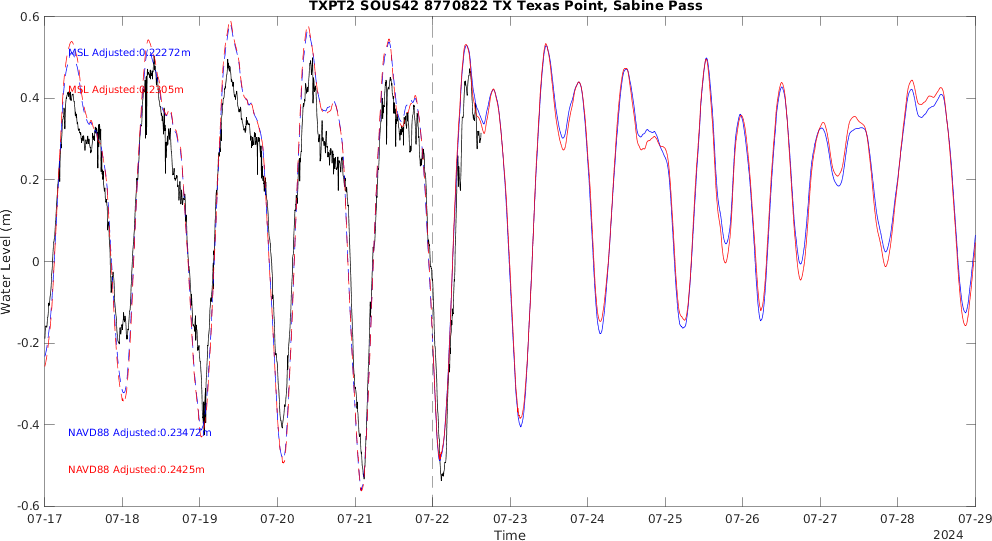 TXPT2 SOUS42 8770822 TX Texas Point, Sabine Pass
Water Level (m)
0.6
0.4
0.2
0
-0.2
-0.4
-0.6
MSL Adjusted:0.22272m
MSL Adjusted:0.2305m
NAVD88 Adjusted:0.23472m
NAVD88 Adjusted:0.2425m
07-17 07-18 07-19 07-20 07-21 07-22 07-23 07-24 07-25 07-26 07-27 07-28 07-29
Time
2024